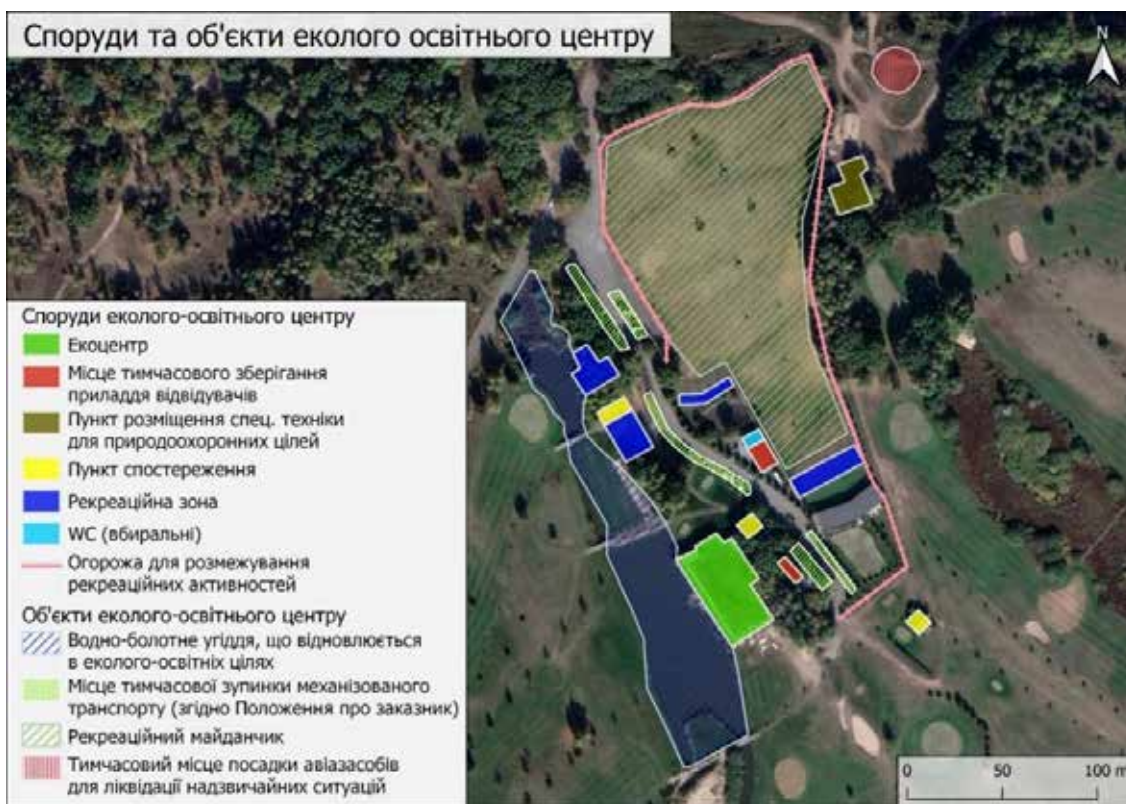 Споруди та об'єкти еколого освітнього центру
N
Споруди еколого-освітнього центру
Екоцентр
Місце тимчасового зберігання
приладдя відвідувачів
Пункт розміщення спец. техніки
для природоохоронних цілей
Пункт спостереження
Рекреаційна зона
WC (вбиральні)
Огорожа для розмежування
рекреаційних активностей
Об'єкти еколого-освітнього центру
Водно-болотне угіддя, що відновлюється
в еколого-освітніх цілях
Місце тимчасової зупинки механізованого
транспорту (згідно Положення про заказник)
Рекреаційний майданчик
Тимчасовий місце посадки авіазасобів
для ліквідації надзвичайних ситуацій
0 50 100 m